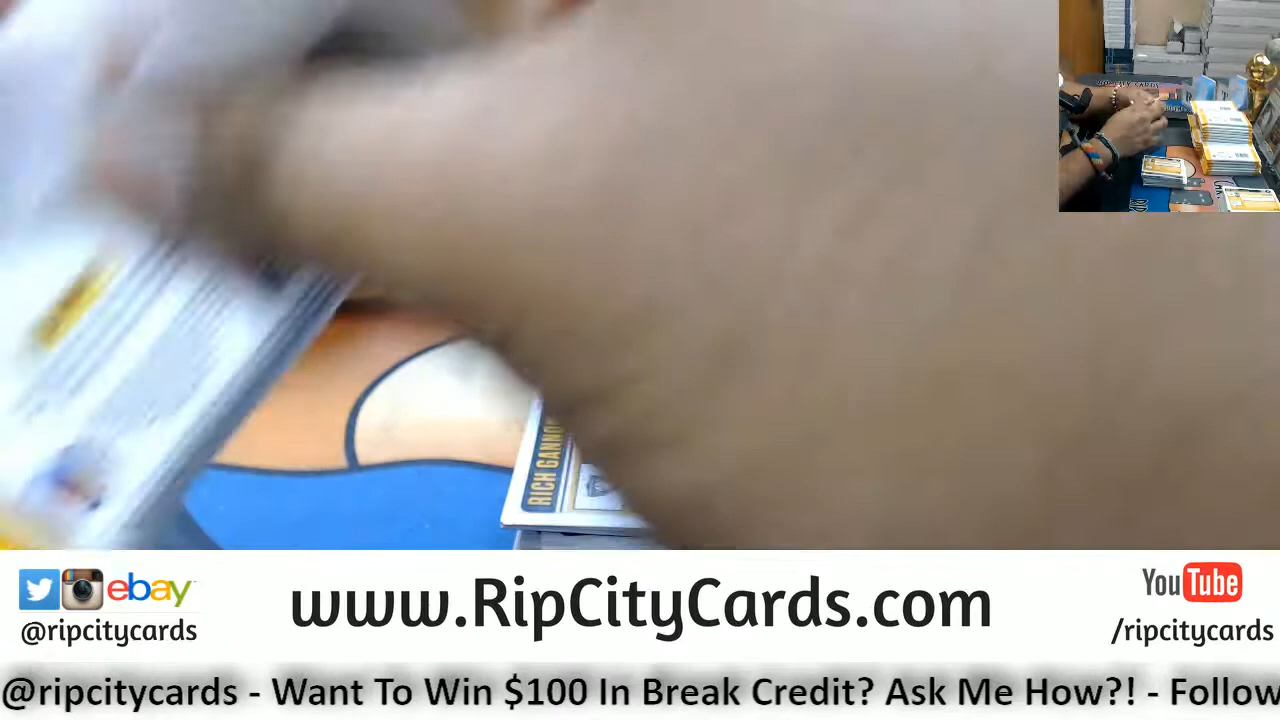 RICH GANNON
ebay
@ripcitycards
www.RipCityCards.com
YouTube
/ripcitycards
@ripcitycards - Want To Win $100 In Break Credit? Ask Me How?! - Follow